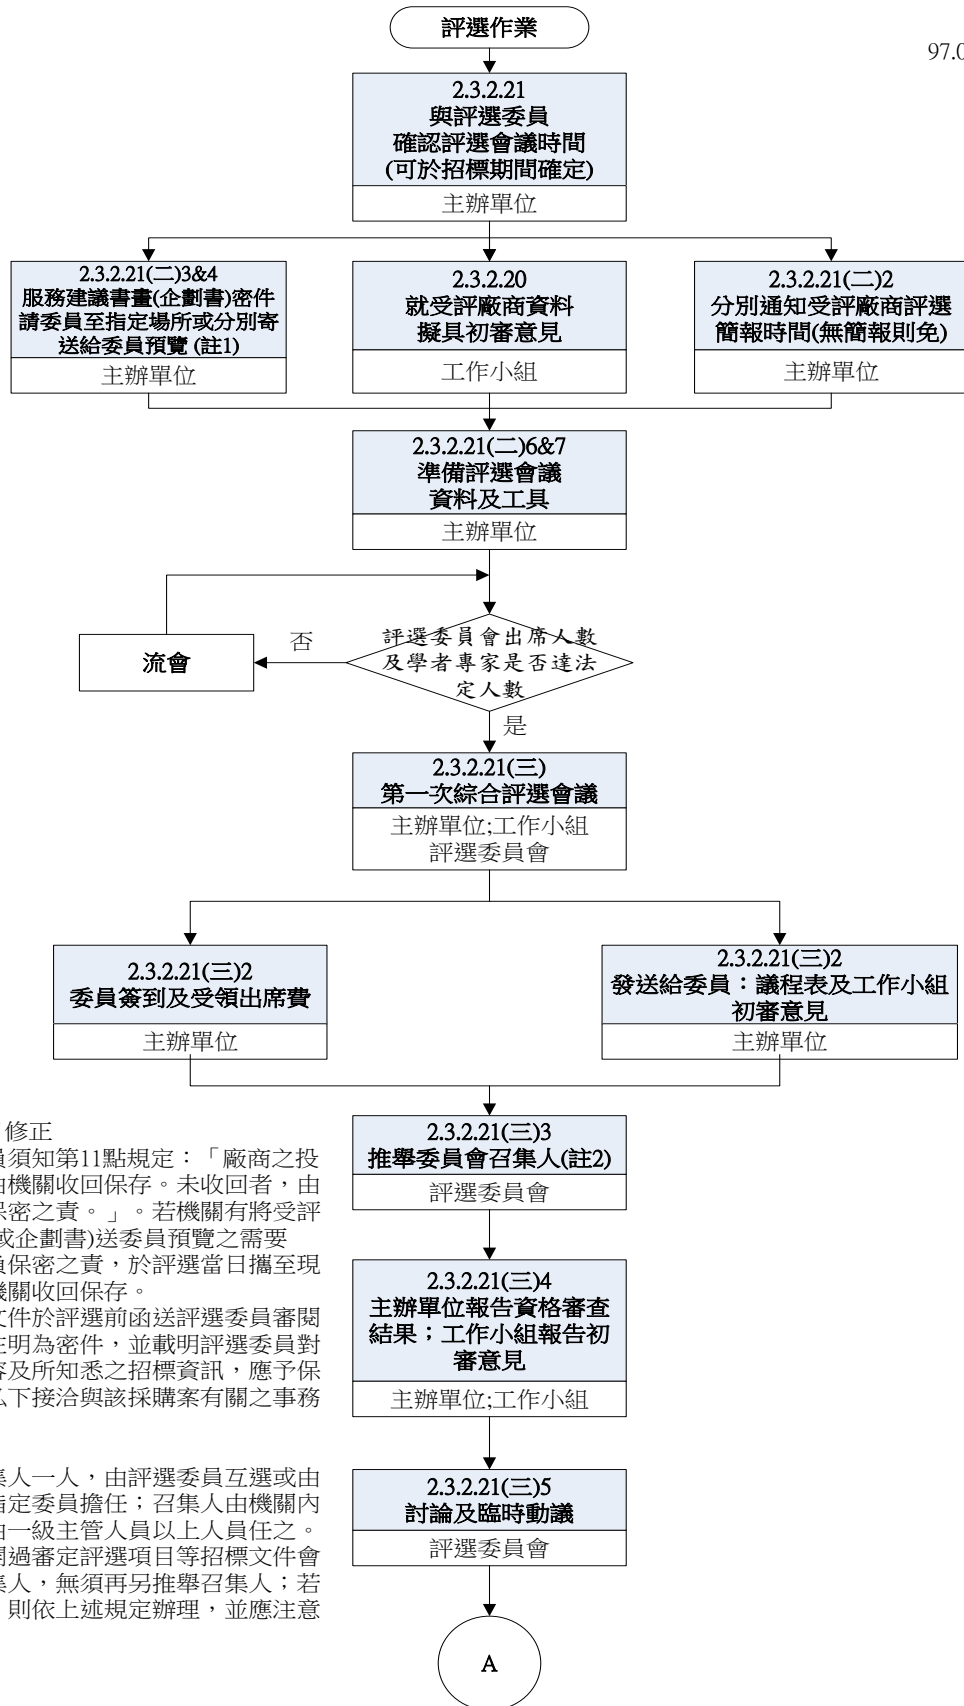 評選作業
97.0
2.3.2.21
與評選委員
確認評選會議時間
(可於招標期間確定)
主辦單位
2.3.2.21(二)3&4
服務建議書畫(企劃書)密件
請委員至指定場所或分別寄
送給委員預覽 (註1)
主辦單位
2.3.2.20
就受評廠商資料
擬具初審意見
工作小組
2.3.2.21(二)2
分別通知受評廠商評選
簡報時間(無簡報則免)
主辦單位
2.3.2.21(二)6&7
準備評選會議
資料及工具
主辦單位
評選委員會出席人數
及學者專家是否達法
定人數
否
流會
是
2.3.2.21(三)
第一次綜合評選會議
主辦單位;工作小組
評選委員會
2.3.2.21(三)2
委員簽到及受領出席費
主辦單位
2.3.2.21(三)2
發送給委員：議程表及工作小組
初審意見
主辦單位
修正
員須知第11點規定：「廠商之投
由機關收回保存。未收回者，由
保密之責。」。若機關有將受評
或企劃書)送委員預覽之需要
負保密之責，於評選當日攜至現
機關收回保存。
文件於評選前函送評選委員審閱
註明為密件，並載明評選委員對
容及所知悉之招標資訊，應予保
私下接洽與該採購案有關之事務
集人一人，由評選委員互選或由
指定委員擔任；召集人由機關內
由一級主管人員以上人員任之。
開過審定評選項目等招標文件會
集人，無須再另推舉召集人；若
則依上述規定辦理，並應注意
2.3.2.21(三)3
推舉委員會召集人(註2)
評選委員會
2.3.2.21(三)4
主辦單位報告資格審查
結果；工作小組報告初
審意見
主辦單位;工作小組
2.3.2.21(三)5
討論及臨時動議
評選委員會
A